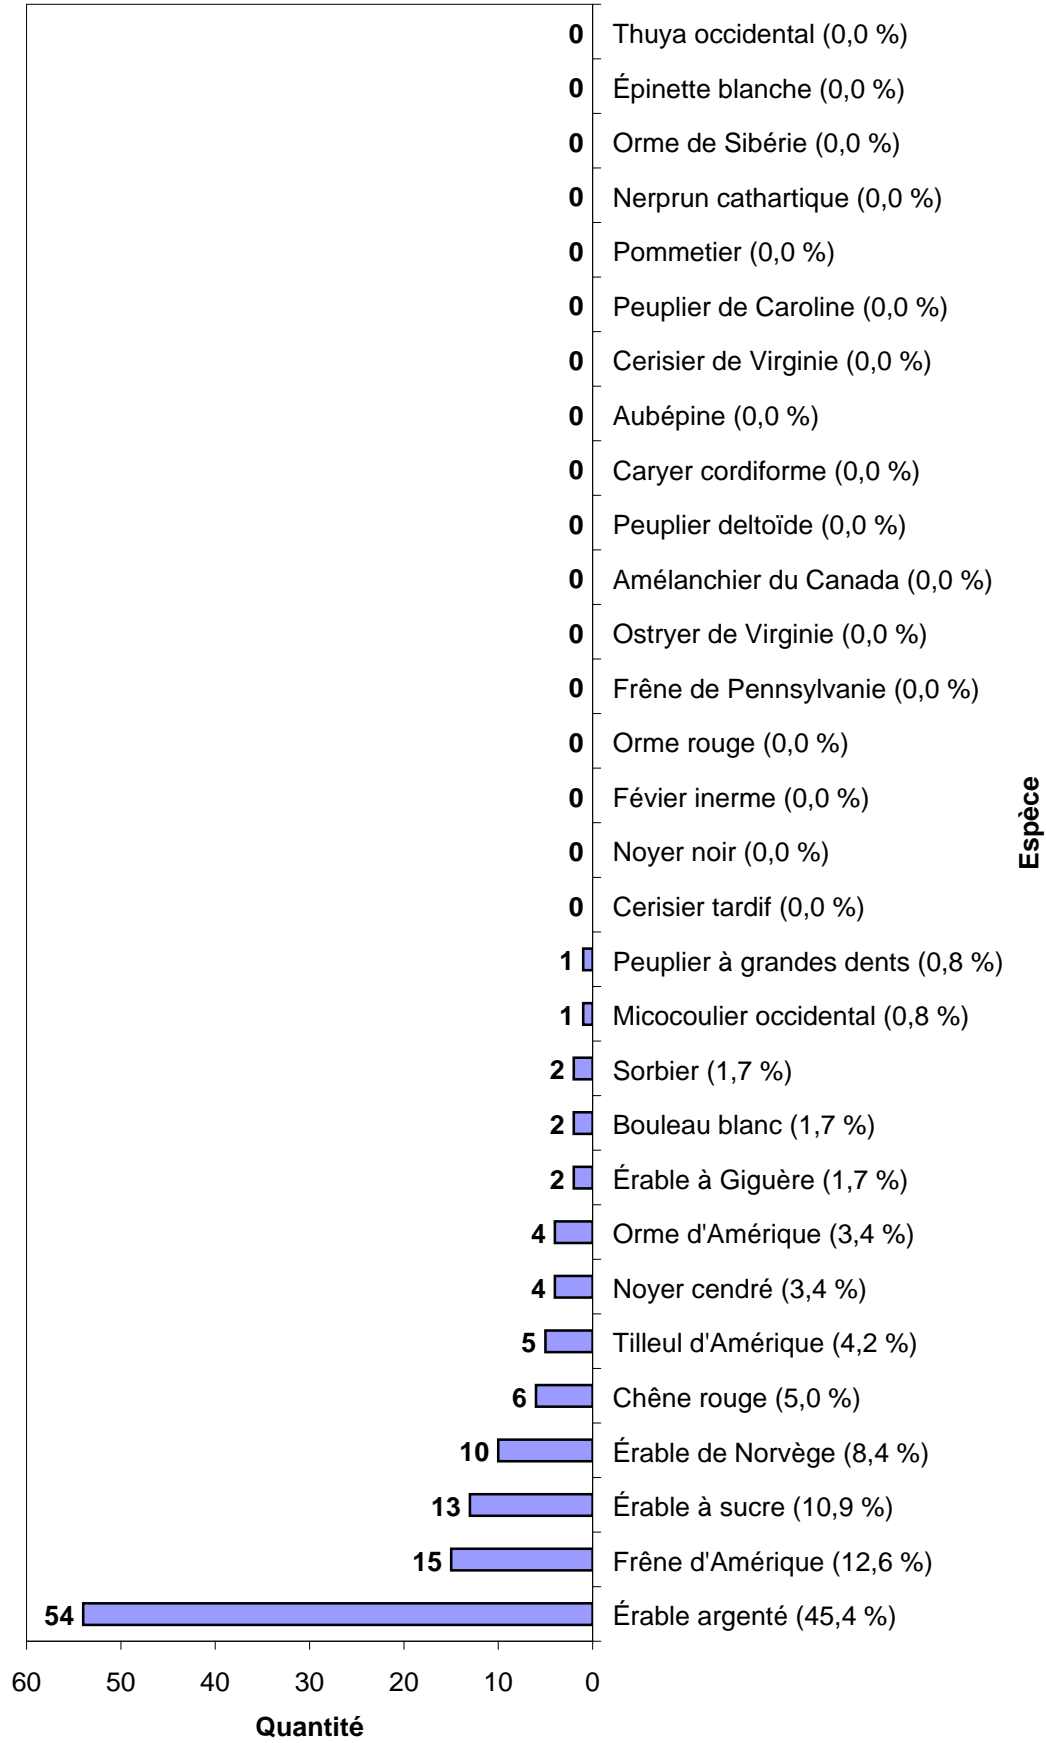 0 Thuya occidental (0,0 %)
0 Épinette blanche (0,0 %)
0 Orme de Sibérie (0,0 %)
0 Nerprun cathartique (0,0 %)
0 Pommetier (0,0 %)
0 Peuplier de Caroline (0,0 %)
0 Cerisier de Virginie (0,0 %)
0 Aubépine (0,0 %)
0 Caryer cordiforme (0,0 %)
0 Peuplier deltoïde (0,0 %)
0 Amélanchier du Canada (0,0 %)
0 Ostryer de Virginie (0,0 %)
0 Frêne de Pennsylvanie (0,0 %)
0 Orme rouge (0,0 %)
0 Févier inerme (0,0 %)
0 Noyer noir (0,0 %)
0 Cerisier tardif (0,0 %)
1 Peuplier à grandes dents (0,8 %)
1 Micocoulier occidental (0,8 %)
2 Sorbier (1,7 %)
2 Bouleau blanc (1,7 %)
2 Érable à Giguère (1,7 %)
4 Orme d'Amérique (3,4 %)
4 Noyer cendré (3,4 %)
5 Tilleul d'Amérique (4,2 %)
6 Chêne rouge (5,0 %)
10 Érable de Norvège (8,4 %)
13 Érable à sucre (10,9 %)
15 Frêne d'Amérique (12,6 %)
54 Érable argenté (45,4 %)
60 50 40 30 20 10 0
Quantité
Espèce